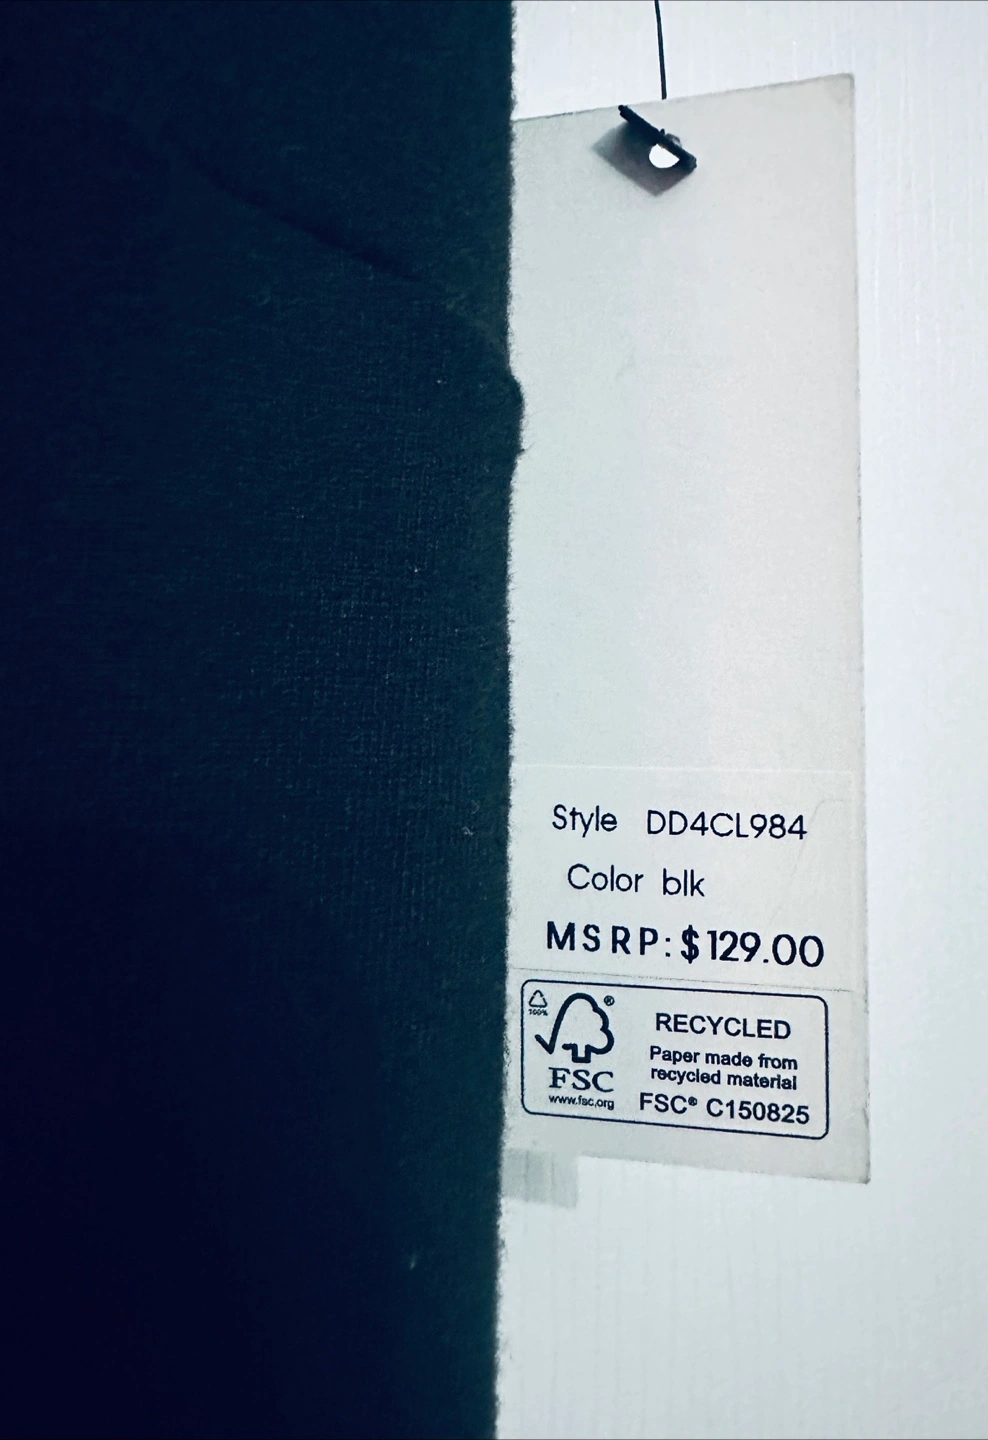 Style DD4CL984
Color blk
MSRP:$129.00
100%
®
FSC
www.fsc.org
RECYCLED
Paper made from
recycled material
FSC® C150825